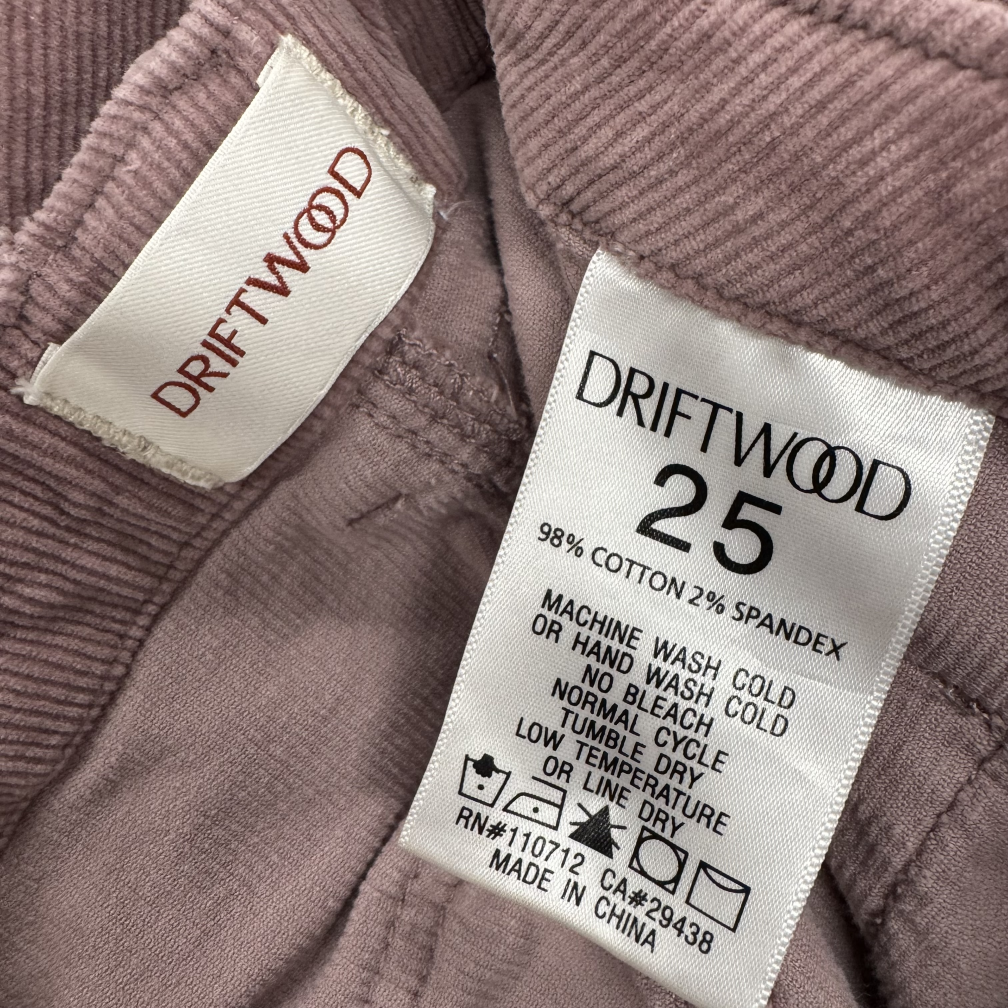 DRIFTWOOD
DRIFTWOOD
25
98% COTTON 2% SPANDEX
MACHINE WASH COLD
OR HAND WASH COLD
NO BLEACH
NORMAL CYCLE
TUMBLE DRY
LOW TEMPERATURE
OR LINE DRY
RN#110712 CA#29438
MADE IN CHINA